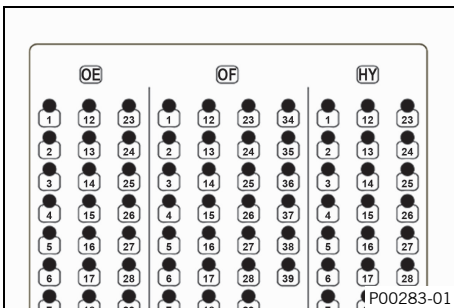 OE OF HY
1 12 23 1 12 23 34 1 12 23
2 13 24 2 13 24 35 2 13 24
3 14 25 3 14 25 36 3 14 25
4 15 26 4 15 26 37 4 15 26
5 16 27 5 16 27 38 5 16 27
6 17 28 6 17 28 39 6 17 28
P00283-01